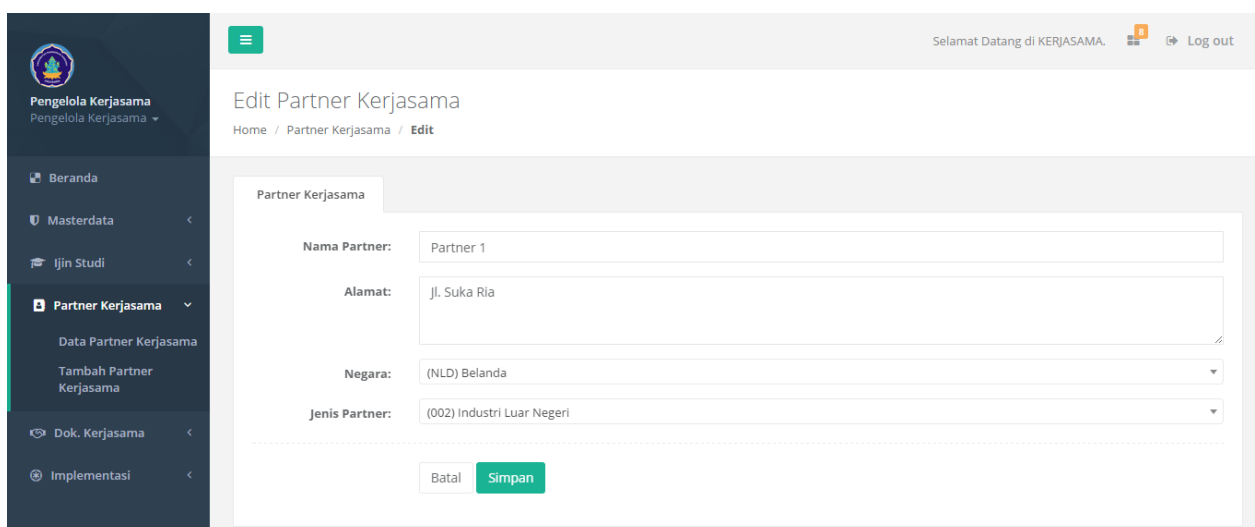 Pengelola Kerjasama
Pengelola Kerjasama
Beranda
Masterdata
Ijin Studi
Partner Kerjasama
Data Partner Kerjasama
Tambah Partner
Kerjasama
Dok. Kerjasama
Implementasi
Selamat Datang di KERJASAMA. 8 Log out
Edit Partner Kerjasama
Home / Partner Kerjasama / Edit
Partner Kerjasama
Nama Partner: Partner 1
Alamat: Jl. Suka Ria
Negara: (NLD) Belanda
Jenis Partner: (002) Industri Luar Negeri
Batal Simpan